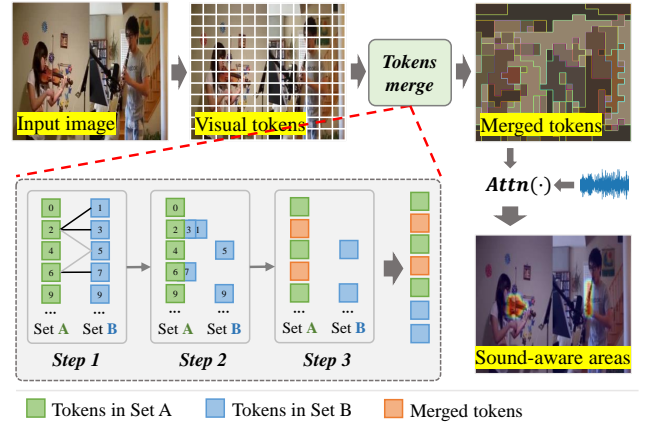 Input image
Visual tokens
Tokens
merge
Merged tokens
Attn(·)
0 1
2 3
4 5
6 7
9 9
... ...
Set A Set B
Step 1
0
2 3 1
4 5
6 7
9 9
... ...
Set A Set B
Step 2
... ...
Set A Set B
Step 3
Sound-aware areas
Tokens in Set A
Tokens in Set B
Merged tokens